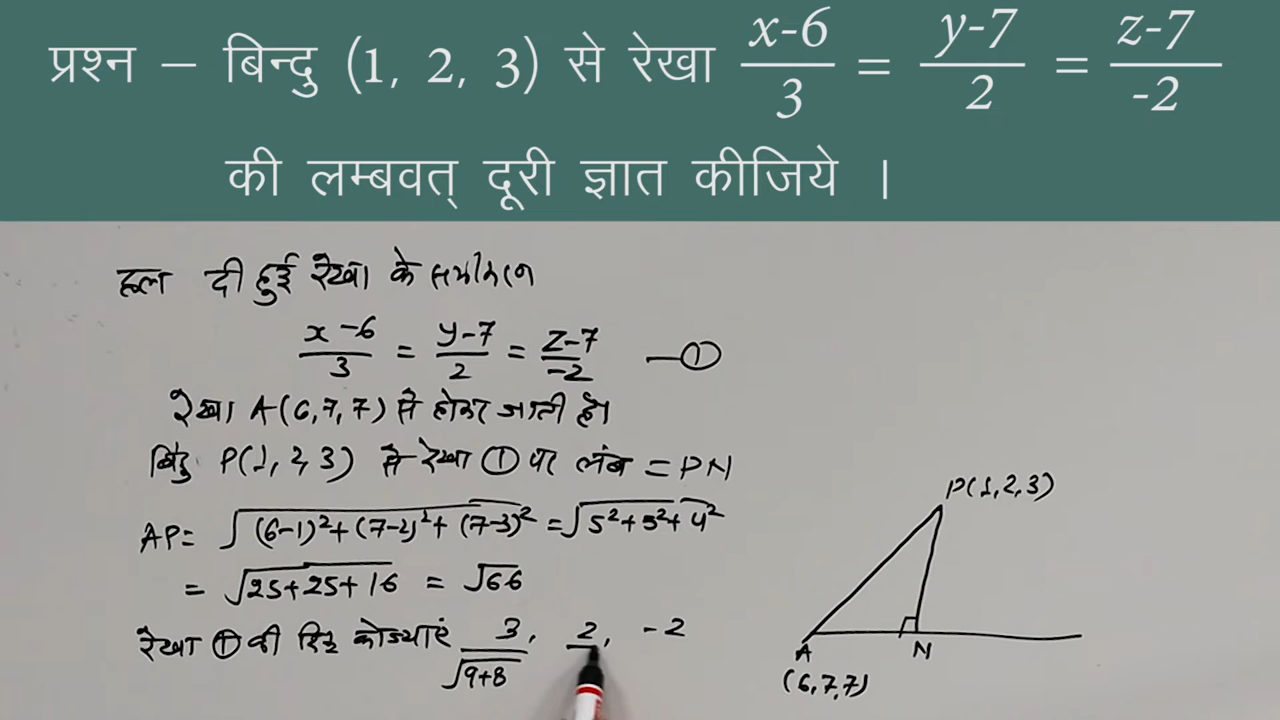 प्रश्न – बिन्दु (1, 2, 3) से रेखा x-6/3 = y-7/2 = z-7/-2
की लम्बवत् दूरी ज्ञात कीजिये ।
हल दी हुई रेखा के समीकरण
x-6/3 = y-7/2 = z-7/-2 —①
रेखा A(6,7,7) से होकर जाती है।
बिंदु P(1,2,3) से रेखा ① पर लंब = PN
AP = √(6-1)²+(7-2)²+(7-3)² = √5²+5²+4²
= √25+25+16 = √66
रेखा ① की दिक् कोज्याएं 3/√9+8, 2, -2
P(1,2,3)
A
N
(6,7,7)